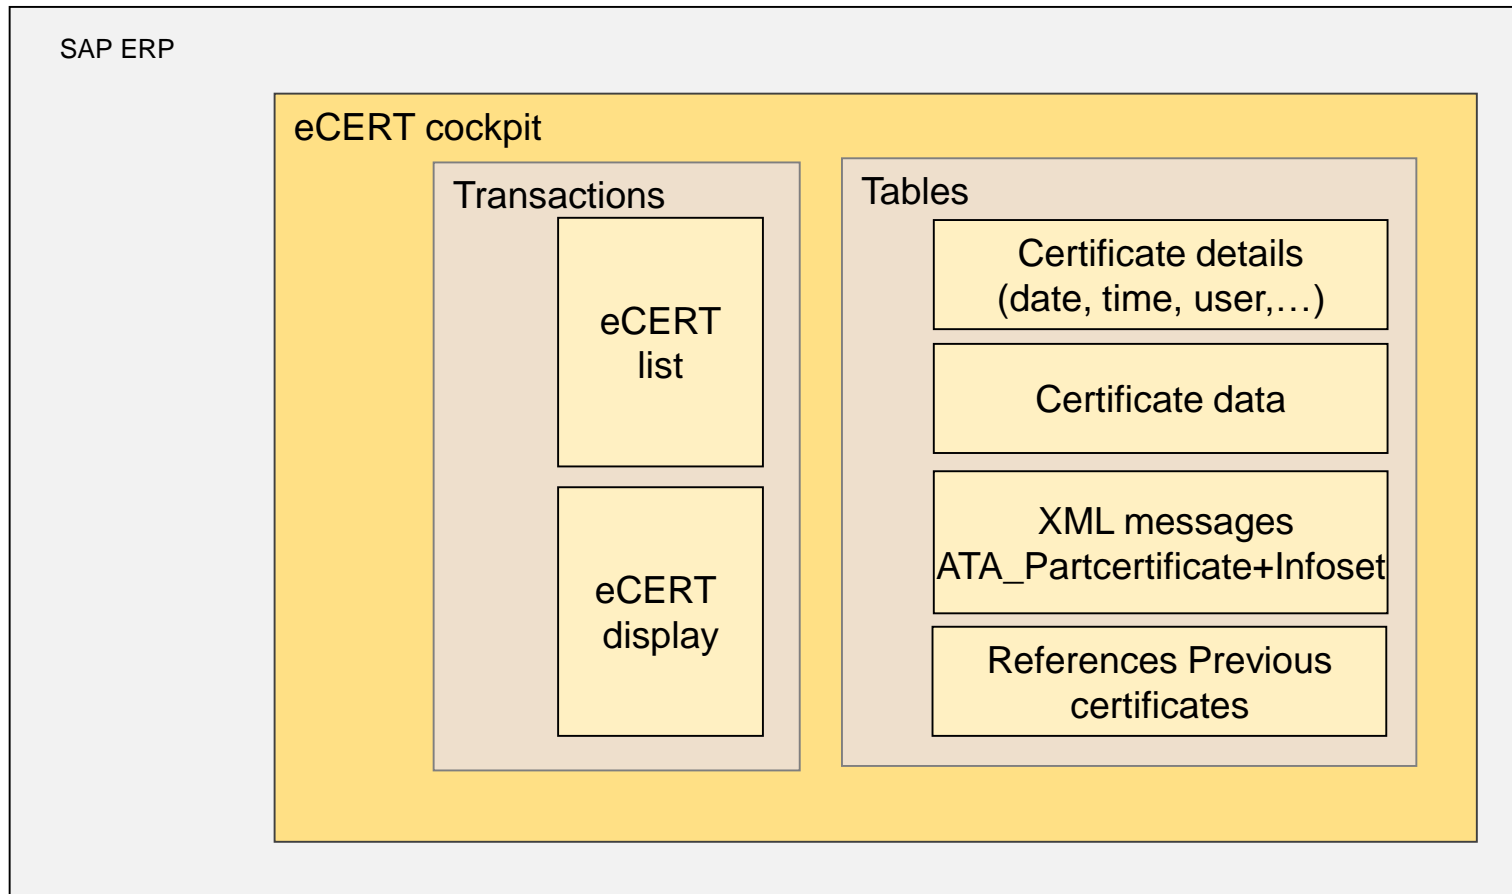 SAP ERP
eCERT cockpit
Transactions
eCERT
list
eCERT
display
Tables
Certificate details
(date, time, user,…)
Certificate data
XML messages
ATA_Partcertificate+Infoset
References Previous
certificates